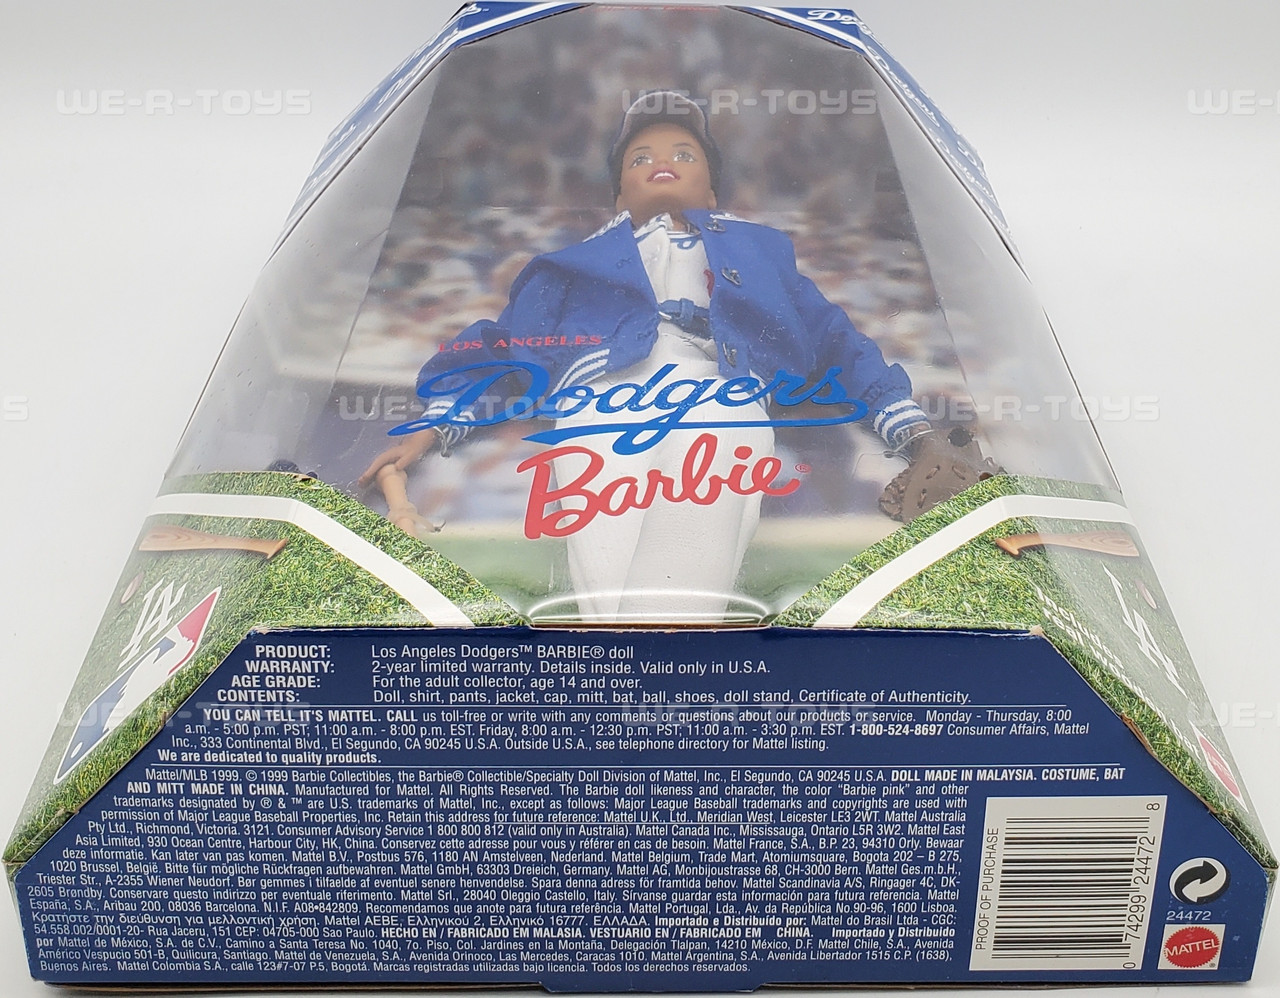 Dodgers
WE-R-TOYS WE-R-TOYS WE-R
LOS ANGELES
Dodgers™
Barbie®
WE-R-TOYS WE-R-TOYS
LA
PRODUCT: Los Angeles Dodgers™ BARBIE® doll
WARRANTY: 2-year limited warranty. Details inside. Valid only in U.S.A.
AGE GRADE: For the adult collector, age 14 and over.
CONTENTS: Doll, shirt, pants, jacket, cap, mitt, bat, ball, shoes, doll stand, Certificate of Authenticity.
YOU CAN TELL IT'S MATTEL. CALL us toll-free or write with any comments or questions about our products or service. Monday - Thursday, 8:00
a.m. - 5:00 p.m. PST; 11:00 a.m. - 8:00 p.m. EST. Friday, 8:00 a.m. - 12:30 p.m. PST; 11:00 a.m. - 3:30 p.m. EST. 1-800-524-8697 Consumer Affairs, Mattel
Inc., 333 Continental Blvd., El Segundo, CA 90245 U.S.A. Outside U.S.A., see telephone directory for Mattel listing.
We are dedicated to quality products.
Mattel/MLB 1999. © 1999 Barbie Collectibles, the Barbie® Collectible/Specialty Doll Division of Mattel, Inc., El Segundo, CA 90245 U.S.A. DOLL MADE IN MALAYSIA. COSTUME, BAT
AND MITT MADE IN CHINA. Manufactured for Mattel. All Rights Reserved. The Barbie doll likeness and character, the color "Barbie pink" and other
trademarks designated by ® & ™ are U.S. trademarks of Mattel, Inc., except as follows: Major League Baseball trademarks and copyrights are used with
permission of Major League Baseball Properties, Inc. Retain this address for future reference: Mattel U.K. Ltd., Meridian West, Leicester LE3 2WT. Mattel Australia
Pty Ltd., Richmond, Victoria. 3121. Consumer Advisory Service 1 800 800 812 (valid only in Australia). Mattel Canada Inc., Mississauga, Ontario L5R 3W2. Mattel East
Asia Limited, 930 Ocean Centre, Harbour City, HK, China. Conservez cette adresse pour vous y référer en cas de besoin. Mattel France, S.A., B.P. 23, 94310 Orly. Bewaar
deze informatie. Kan later van pas komen. Mattel B.V., Postbus 576, 1180 AN Amstelveen, Nederland. Mattel Belgium, Trade Mart, Atomiumsquare, Bogota 202 – B 275,
1020 Brussel, België. Bitte für mögliche Rückfragen aufbewahren. Mattel GmbH, 63303 Dreieich, Germany. Mattel AG, Monbijoustrasse 68, CH-3000 Bern. Mattel Ges.m.b.H.,
Triester Str., A-2355 Wiener Neudorf. Bør gemmes i tilfælde af eventuel senere henvendelse. Spara denna adress för framtida behov. Mattel Scandinavia A/S, Ringager 4C, DK-
2605 Brøndby. Conservare questo indirizzo per eventuale riferimento. Mattel Srl., 28040 Oleggio Castello, Italy. Sírvanse guardar esta información para futura referencia. Mattel
España, S.A., Aribau 200, 08036 Barcelona. N.I.F. A08-842809. Recomendamos que anote para futura referência. Mattel Portugal, Lda., Av. da República No.90-96, 1600 Lisboa.
Κρατήστε την διεύθυνση για μελλοντική χρήση. Mattel ΑΕΒΕ, Ελληνικού 2, Ελληνικό 16777, ΕΛΛΑΔΑ. Importado e Distribuído por: Mattel do Brasil Ltda - CGC:
54.558.002/0001-20- Rua Jaceru, 151 CEP: 04705-000 Sao Paulo. HECHO EN / FABRICADO EM MALASIA. VESTUARIO EN / FABRICADO EM CHINA. Importado y Distribuido
por Mattel de México, S.A. de C.V., Camino a Santa Teresa No. 1040, 7o. Piso, Col. Jardines en la Montaña, Delegación Tlalpan, 14210 México, D.F. Mattel Chile, S.A., Avenida
Américo Vespucio 501-B, Quilicura, Santiago. Mattel de Venezuela, S.A., Avenida Orinoco, Las Mercedes, Caracas 1010. Mattel Argentina, S.A., Avenida Libertador 1515 C.P. (1638),
Buenos Aires. Mattel Colombia S.A., calle 123#7-07 P.5, Bogotá. Marcas registradas utilizadas bajo licencia. Todos los derechos reservados.
PROOF OF PURCHASE
0 74299 24472 8
24472
MATTEL®